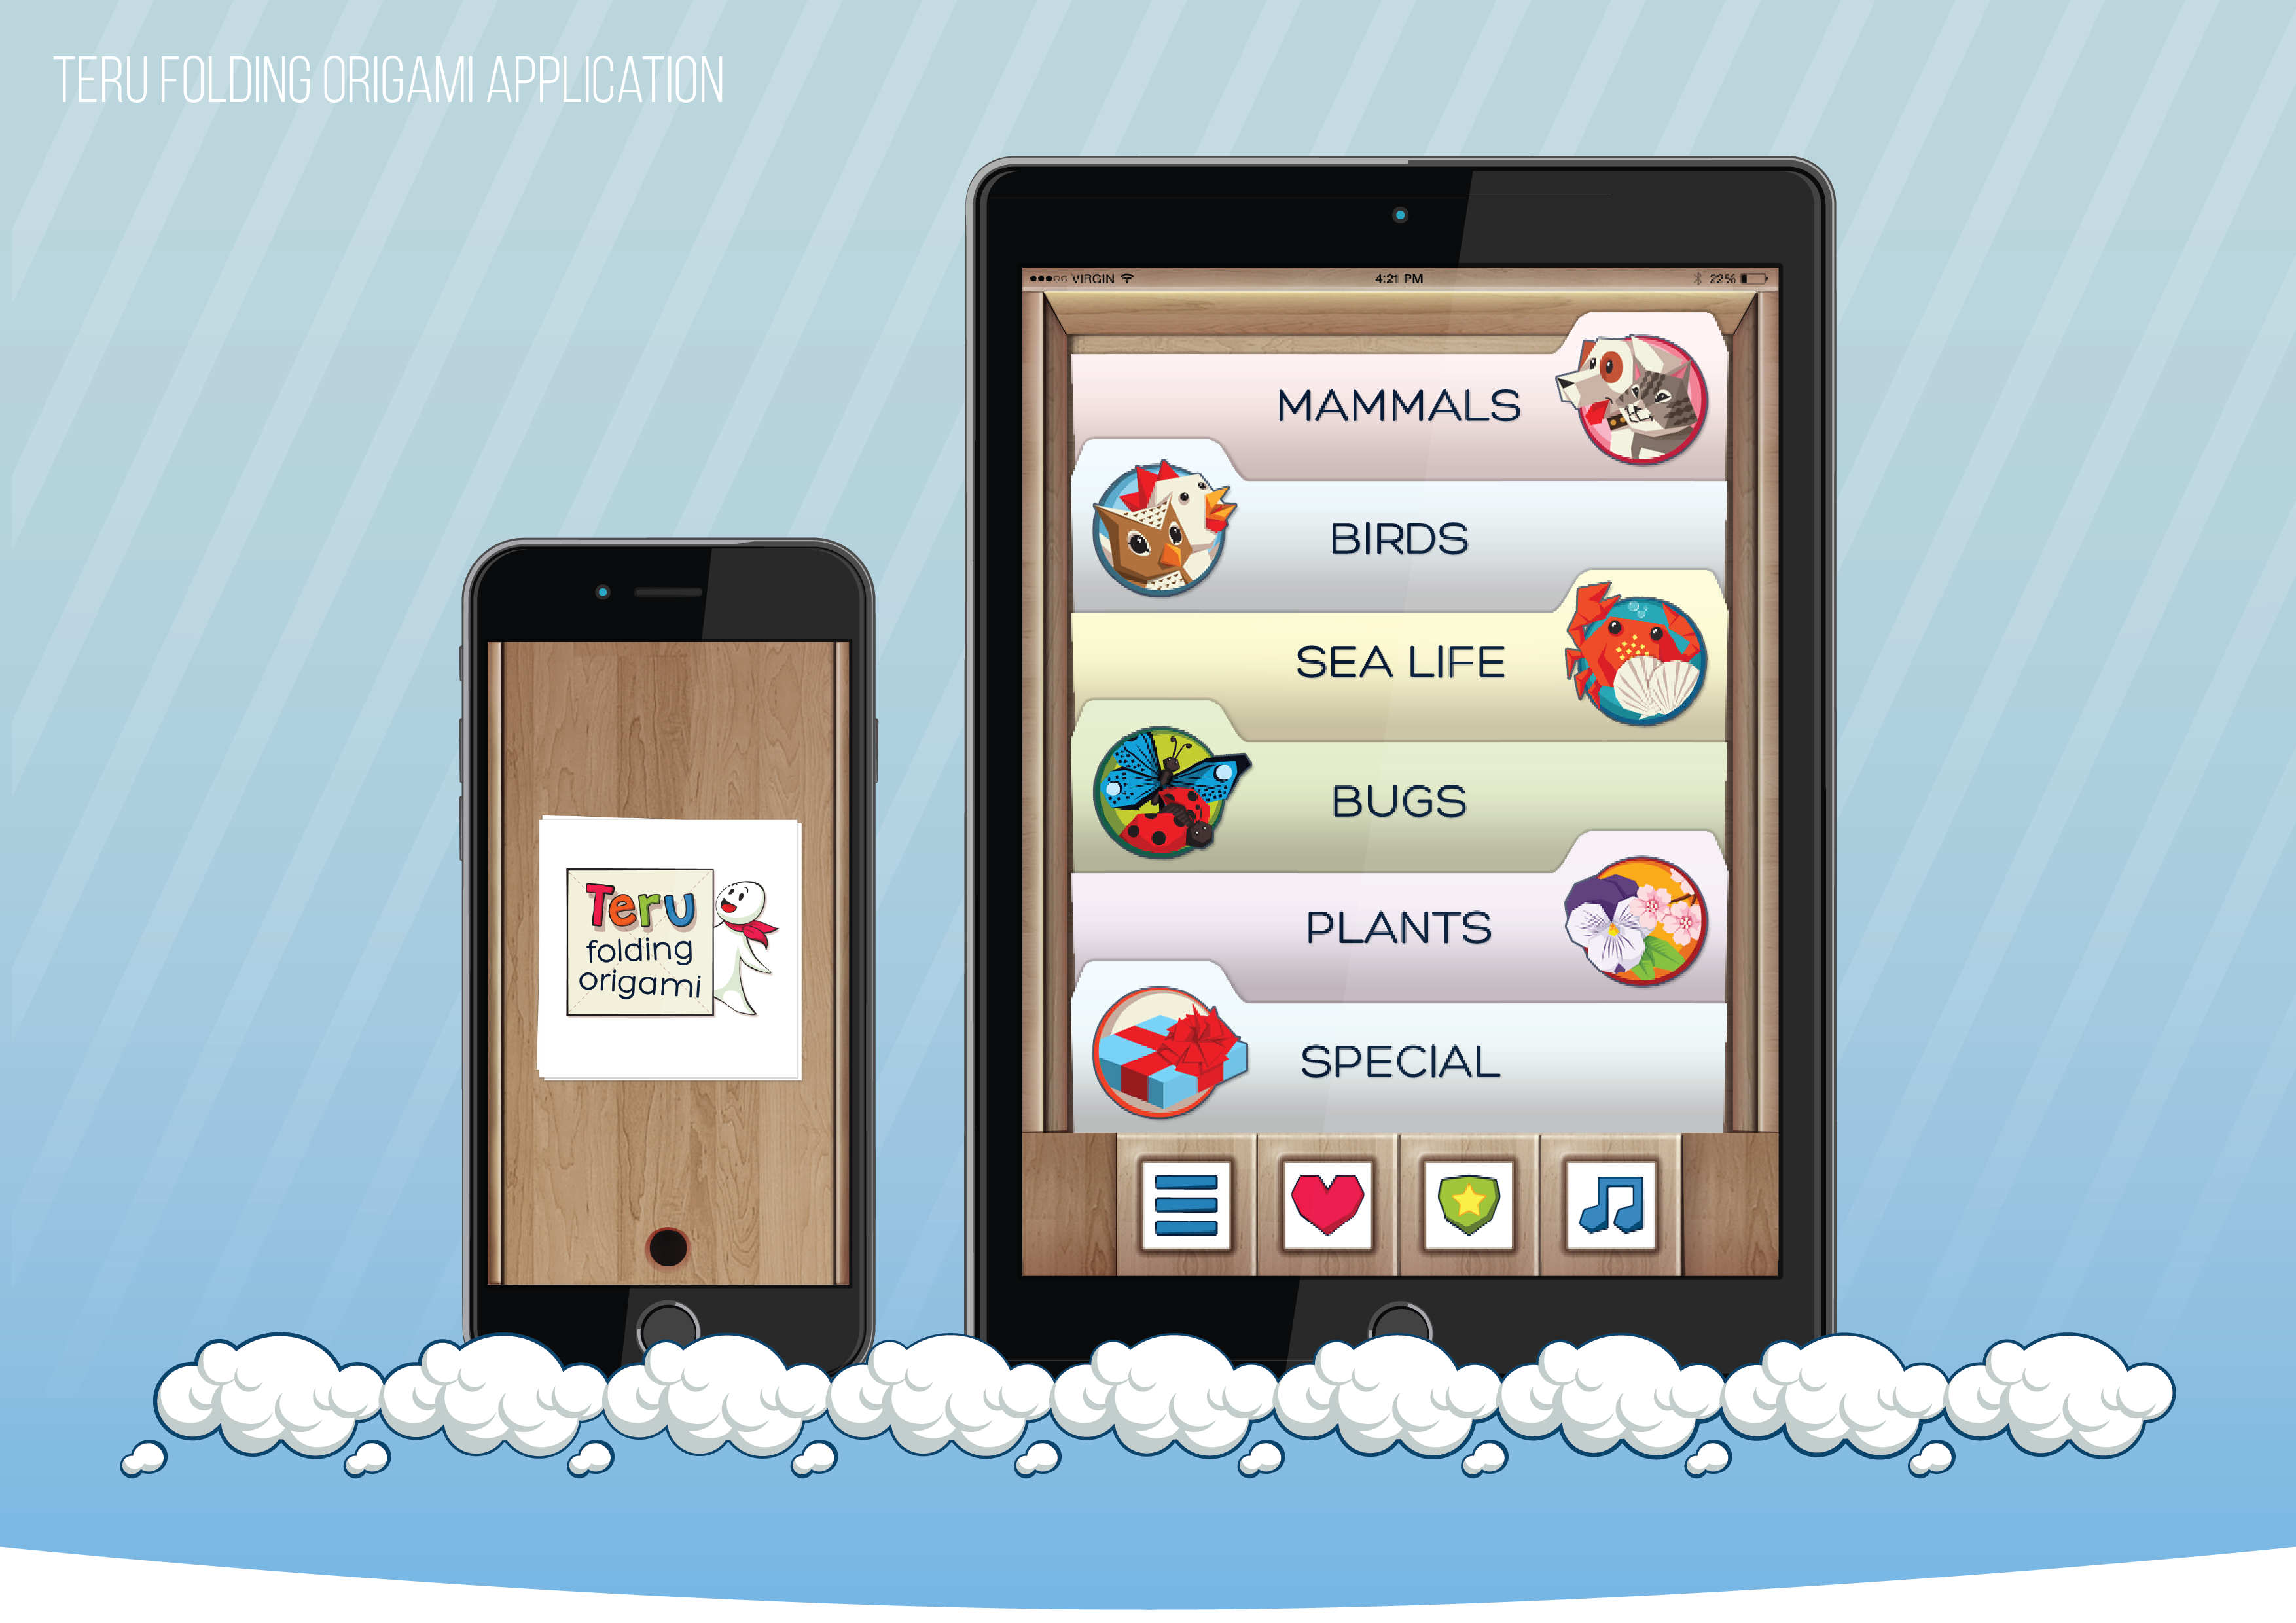 TERU FOLDING ORIGAMI APPLICATION
VIRGIN 4:21 PM 22%
MAMMALS
BIRDS
SEA LIFE
BUGS
PLANTS
SPECIAL
Teru
folding
origami